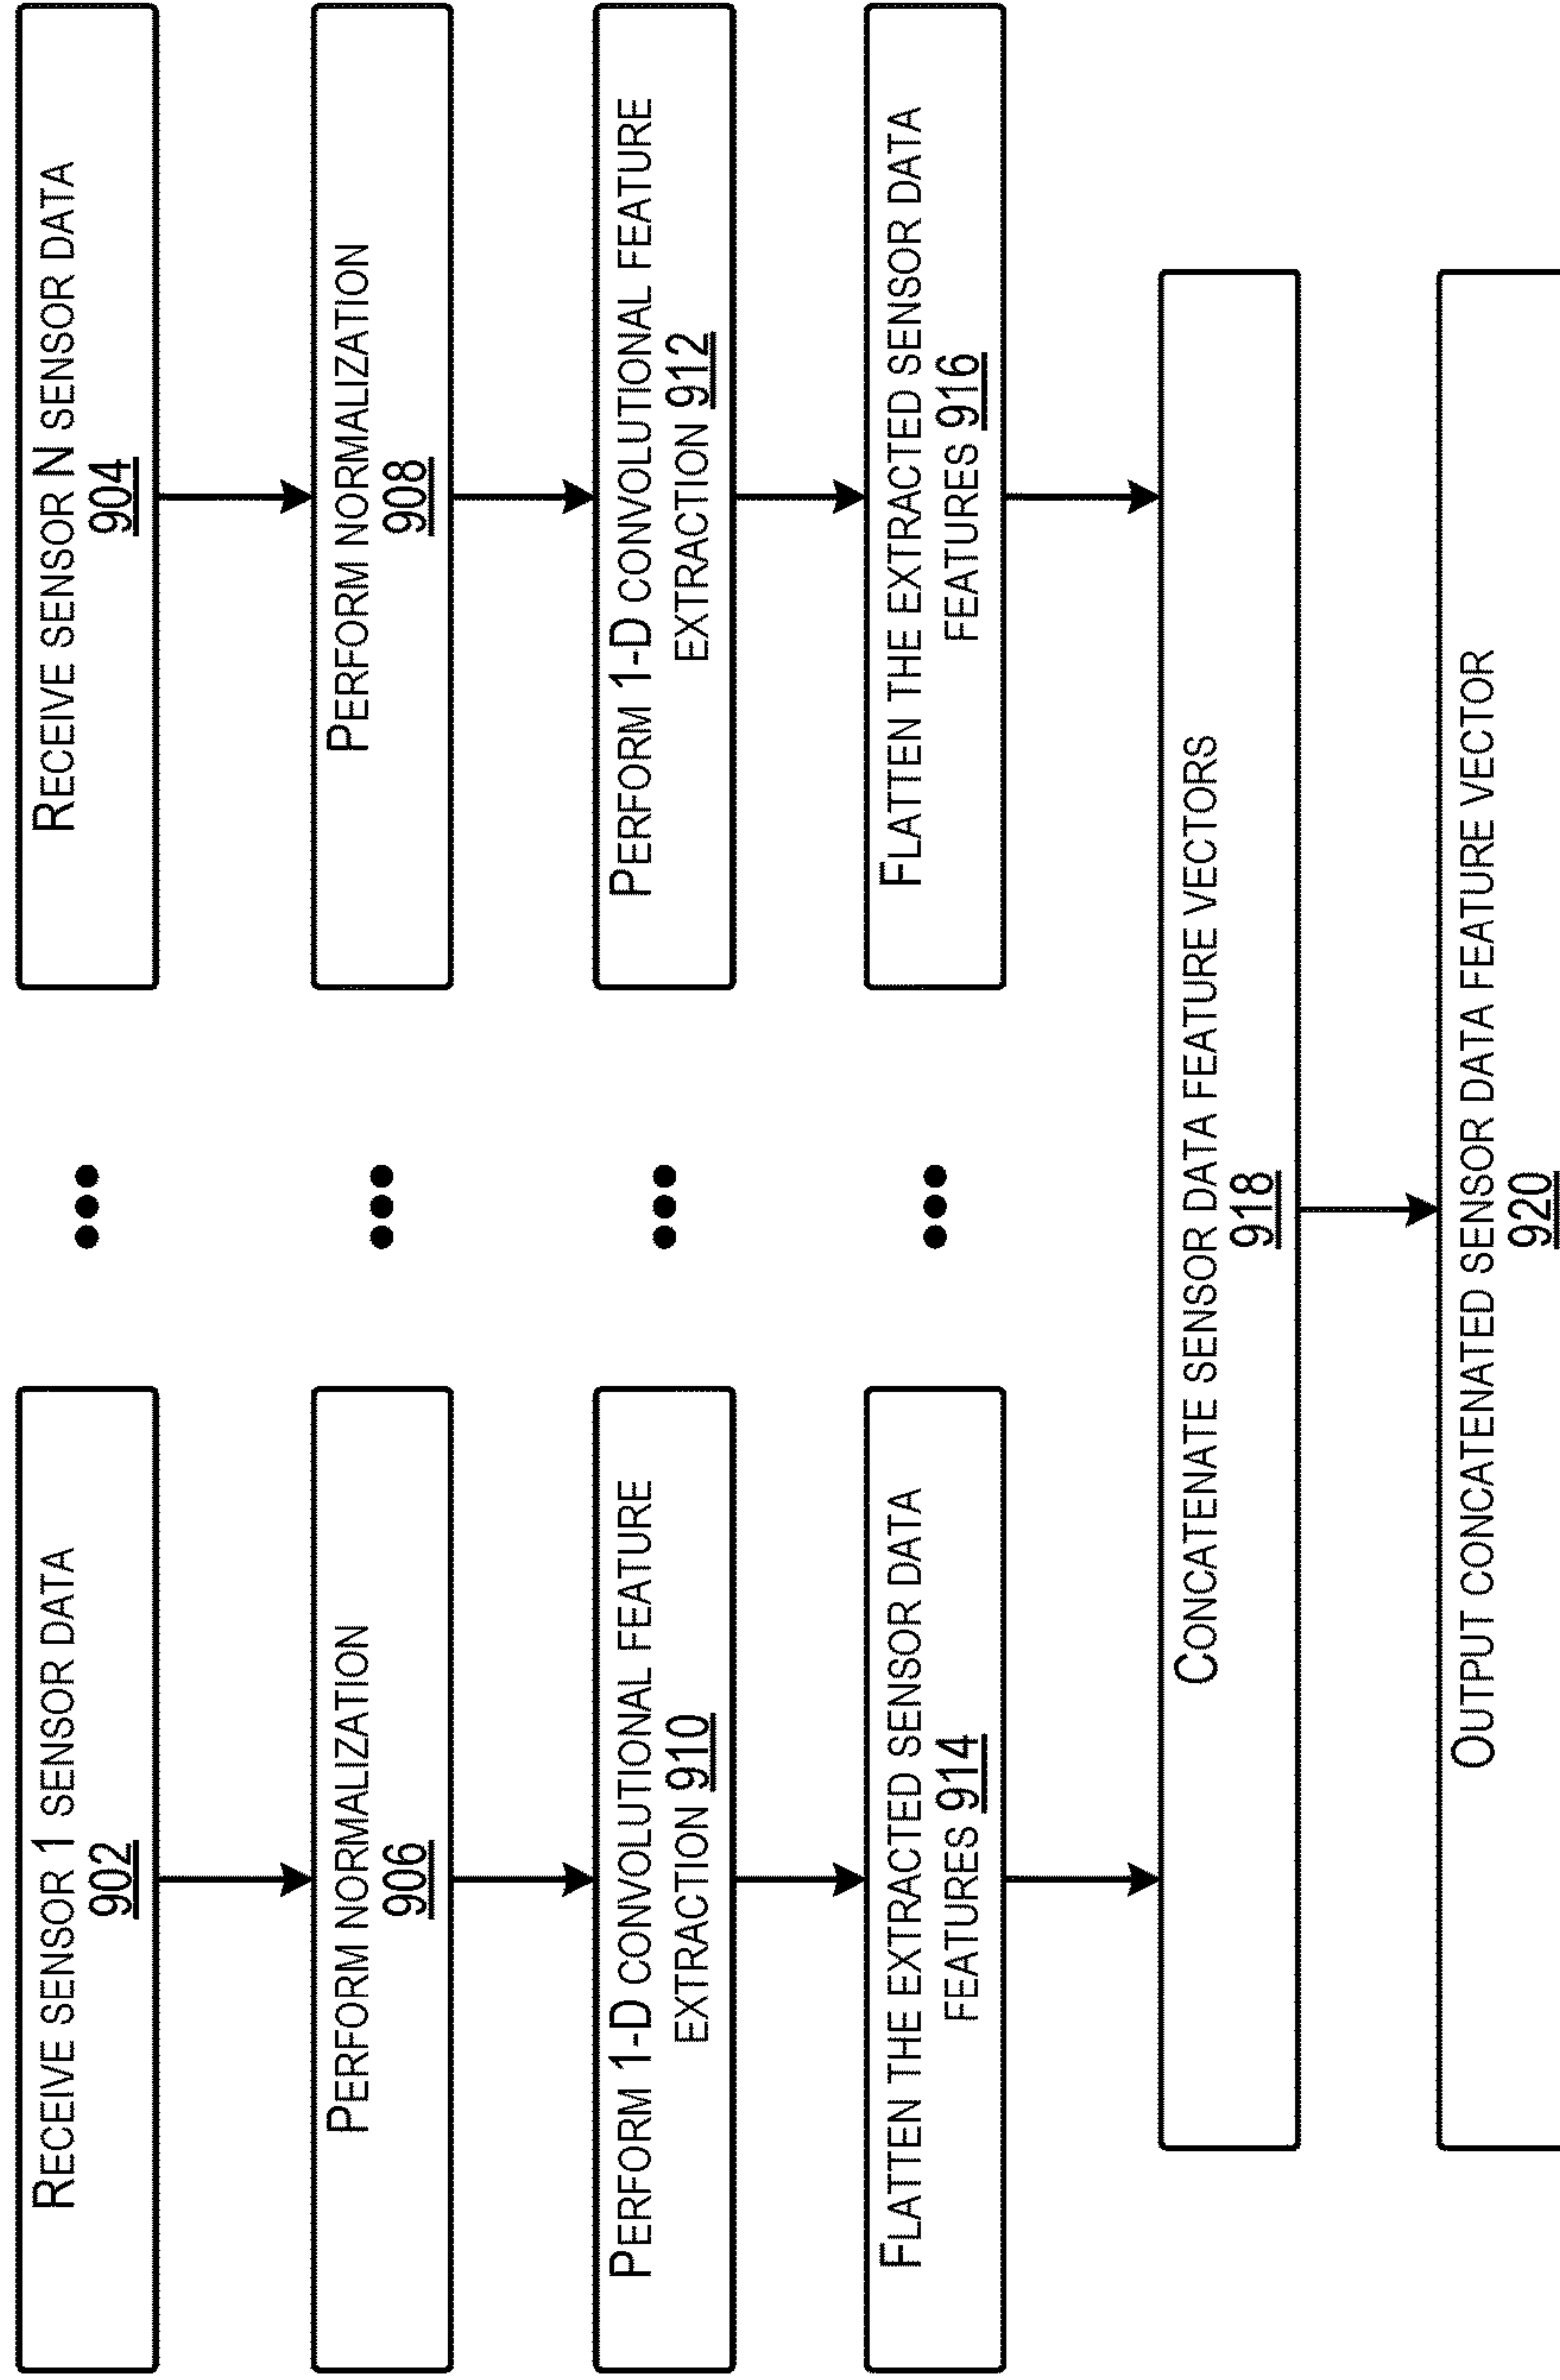 RECEIVE SENSOR 1 SENSOR DATA
902
PERFORM NORMALIZATION
906
PERFORM 1-D CONVOLUTIONAL FEATURE
EXTRACTION 910
FLATTEN THE EXTRACTED SENSOR DATA
FEATURES 914
RECEIVE SENSOR N SENSOR DATA
904
PERFORM NORMALIZATION
908
PERFORM 1-D CONVOLUTIONAL FEATURE
EXTRACTION 912
FLATTEN THE EXTRACTED SENSOR DATA
FEATURES 916
CONCATENATE SENSOR DATA FEATURE VECTORS
918
OUTPUT CONCATENATED SENSOR DATA FEATURE VECTOR
920